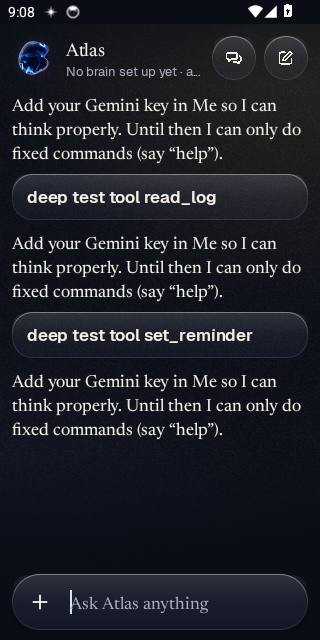 9:08
Atlas
No brain set up yet · a...
Add your Gemini key in Me so I can
think properly. Until then I can only do
fixed commands (say “help”).
deep test tool read_log
Add your Gemini key in Me so I can
think properly. Until then I can only do
fixed commands (say “help”).
deep test tool set_reminder
Add your Gemini key in Me so I can
think properly. Until then I can only do
fixed commands (say “help”).
Ask Atlas anything